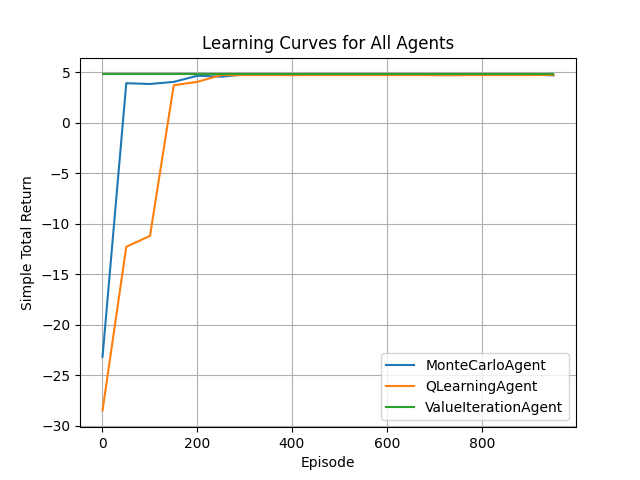 Learning Curves for All Agents
5
0
−5
−10
−15
−20
−25
−30
Simple Total Return
0
200
400
600
800
Episode
MonteCarloAgent
QLearningAgent
ValueIterationAgent